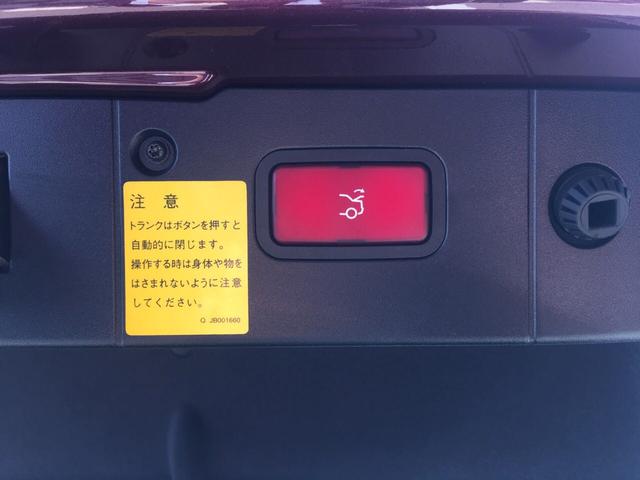 注意
トランクはボタンを押すと
自動的に閉じます。
操作する時は身体や物を
はさまれないように注意
してください。
Q JB001660